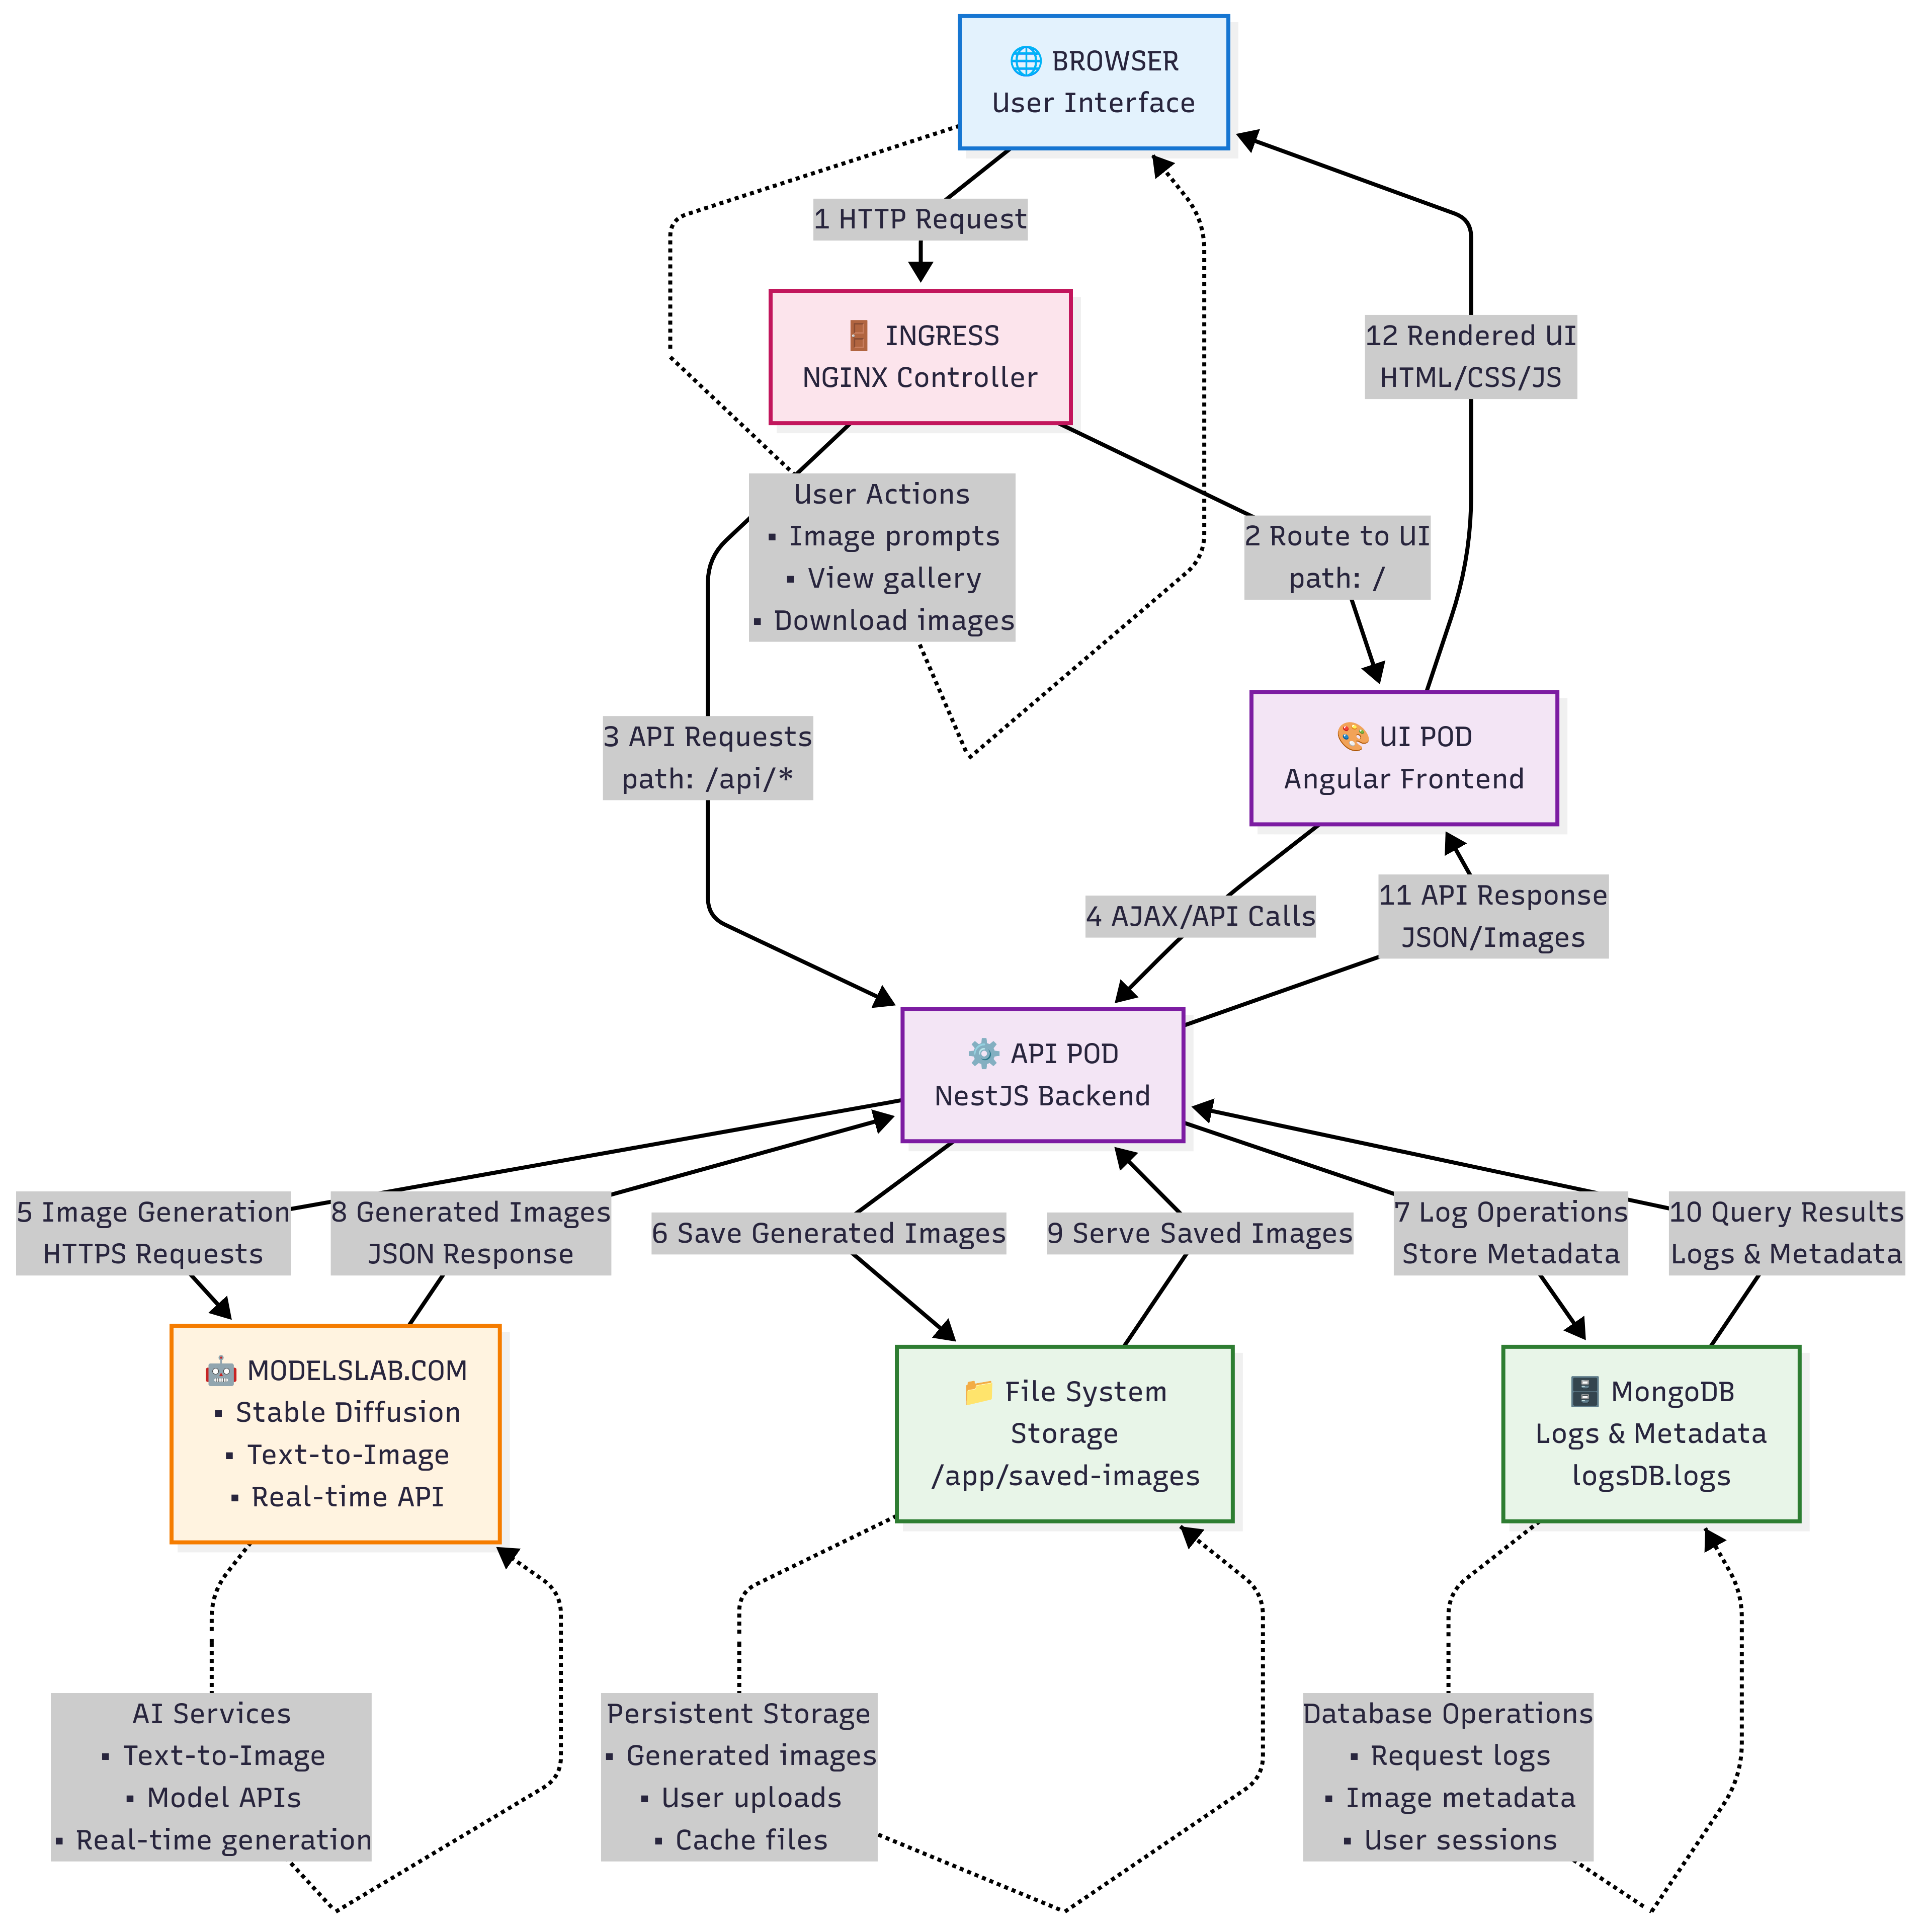 🌐 BROWSER
User Interface
1 HTTP Request
🚪 INGRESS
NGINX Controller
12 Rendered UI
HTML/CSS/JS
User Actions
▪ Image prompts
▪ View gallery
▪ Download images
2 Route to UI
path: /
3 API Requests
path: /api/*
🎨 UI POD
Angular Frontend
4 AJAX/API Calls
11 API Response
JSON/Images
⚙️ API POD
NestJS Backend
5 Image Generation
HTTPS Requests
8 Generated Images
JSON Response
6 Save Generated Images
9 Serve Saved Images
7 Log Operations
Store Metadata
10 Query Results
Logs & Metadata
🤖 MODELSLAB.COM
▪ Stable Diffusion
▪ Text-to-Image
▪ Real-time API
📁 File System
Storage
/app/saved-images
🗄️ MongoDB
Logs & Metadata
logsDB.logs
AI Services
▪ Text-to-Image
▪ Model APIs
▪ Real-time generation
Persistent Storage
▪ Generated images
▪ User uploads
▪ Cache files
Database Operations
▪ Request logs
▪ Image metadata
▪ User sessions